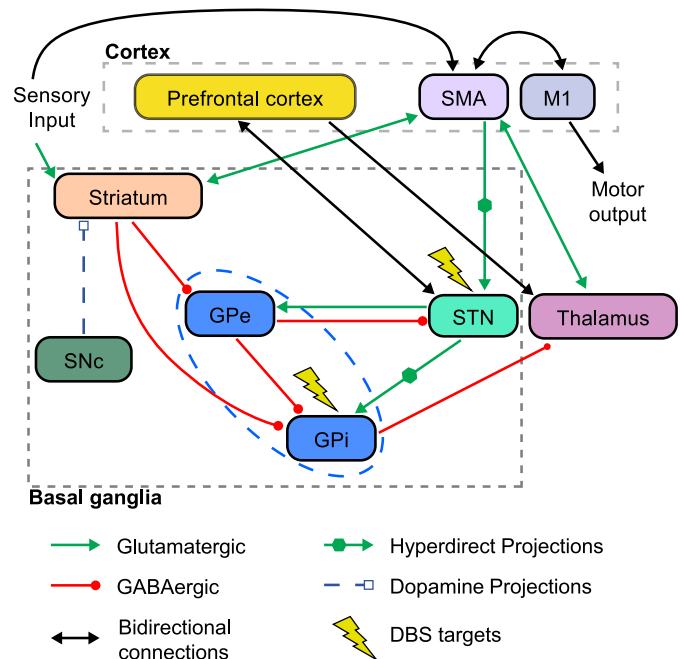 Cortex
Sensory
Input
Prefrontal cortex
SMA
M1
Striatum
Motor
output
GPe
STN
Thalamus
SNc
GPi
Basal ganglia
Glutamatergic
Hyperdirect Projections
GABAergic
Dopamine Projections
Bidirectional
connections
DBS targets